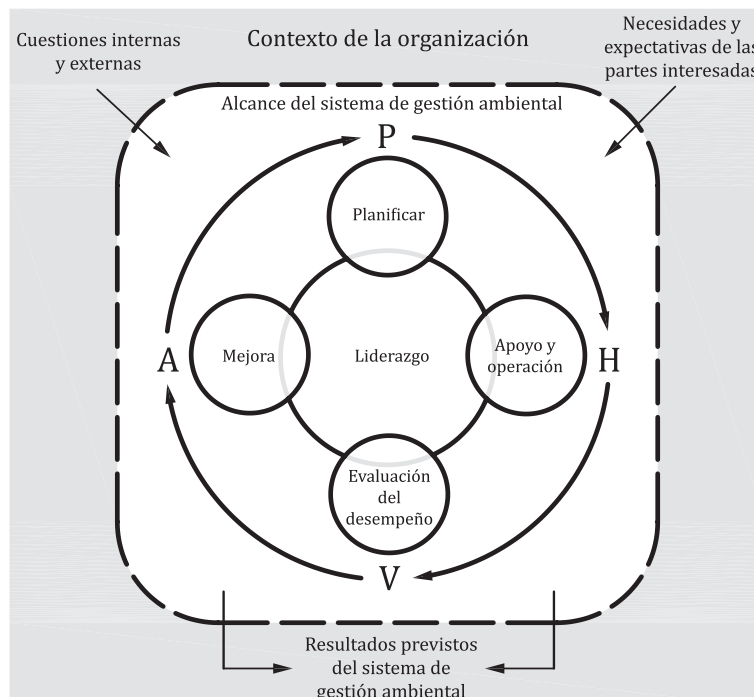 Cuestiones internas
y externas
Contexto de la organización
Necesidades y
expectativas de las
partes interesadas
Alcance del sistema de gestión ambiental
P
Planificar
A
Mejora
Liderazgo
Apoyo y
operación
H
Evaluación
del
desempeño
V
Resultados previstos
del sistema de
gestión ambiental